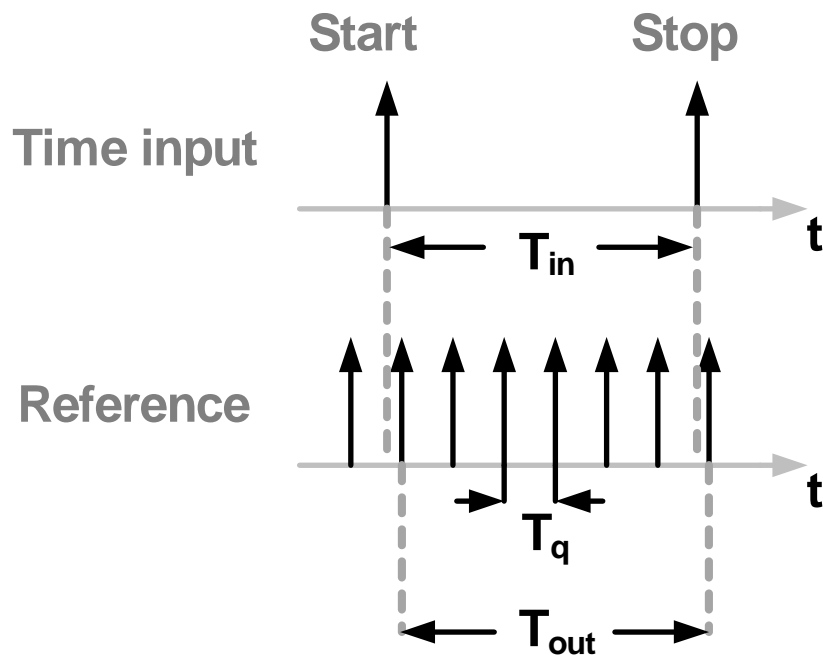 Start Stop
Time input
t
Tin
Reference
t
Tq
Tout